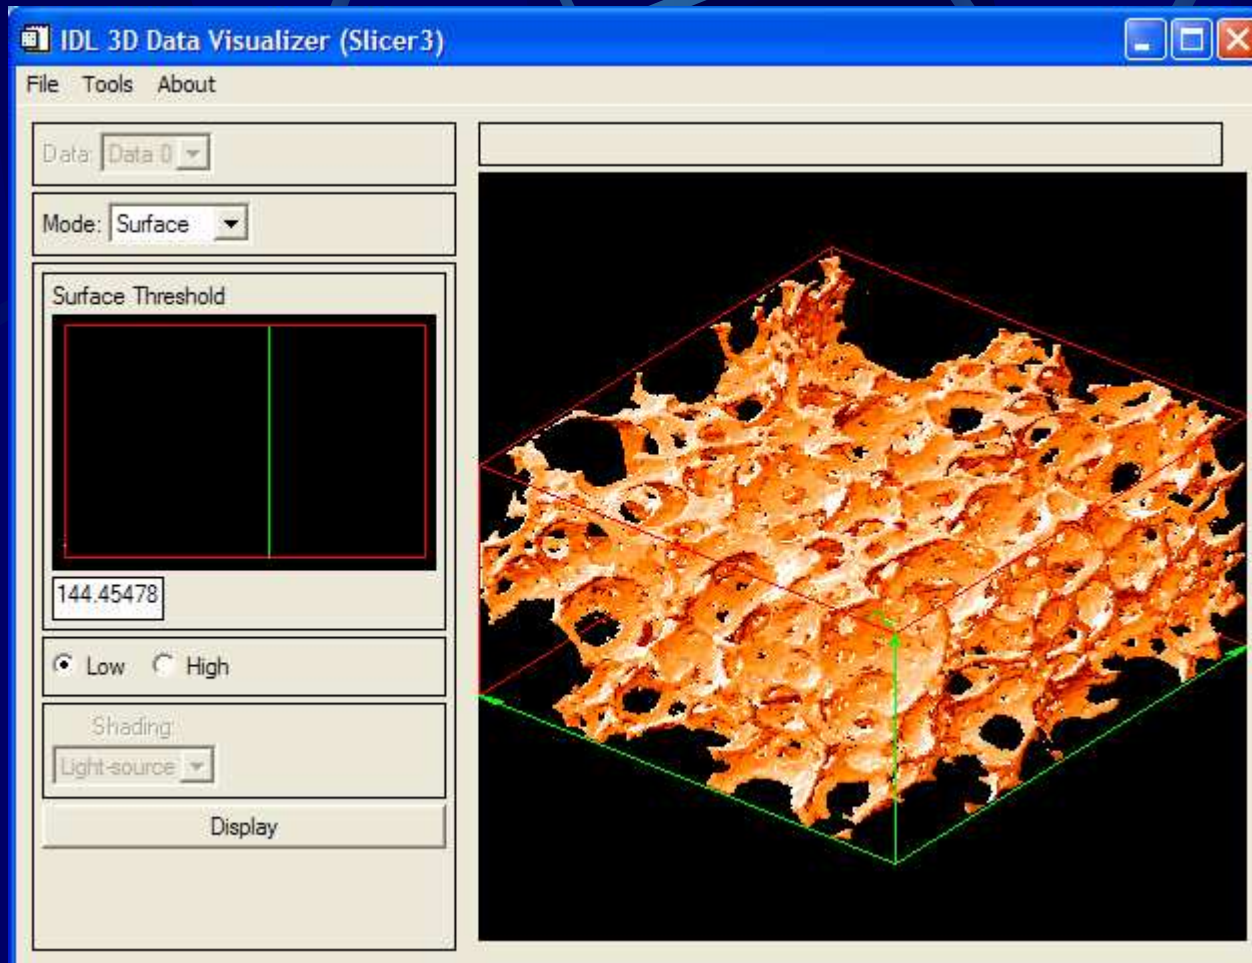 IDL 3D Data Visualizer (Slicer3)
File Tools About
Data: Data 0
Mode: Surface
Surface Threshold
144.45478
Low High
Shading:
Light-source
Display